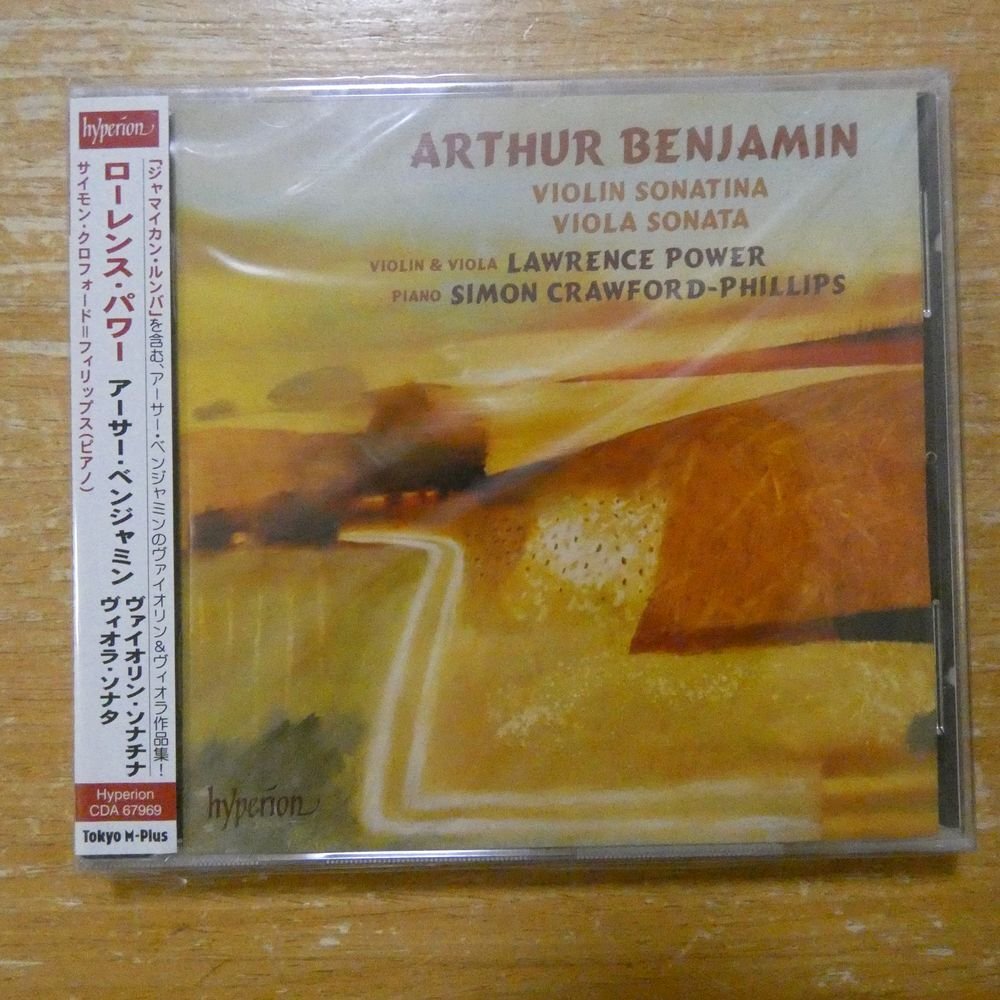 hyperion
「ジャマイカン・ルンバ」を含む、アーサー・ベンジャミンのヴァイオリン&ヴィオラ作品集!
ローレンス・パワー アーサー・ベンジャミン ヴァイオリン・ソナチナ
ヴィオラ・ソナタ
サイモン・クロフォード=フィリップス(ピアノ)
Hyperion
CDA 67969
Tokyo M-Plus
ARTHUR BENJAMIN
VIOLIN SONATINA
VIOLA SONATA
VIOLIN & VIOLA LAWRENCE POWER
PIANO SIMON CRAWFORD-PHILLIPS
hyperion